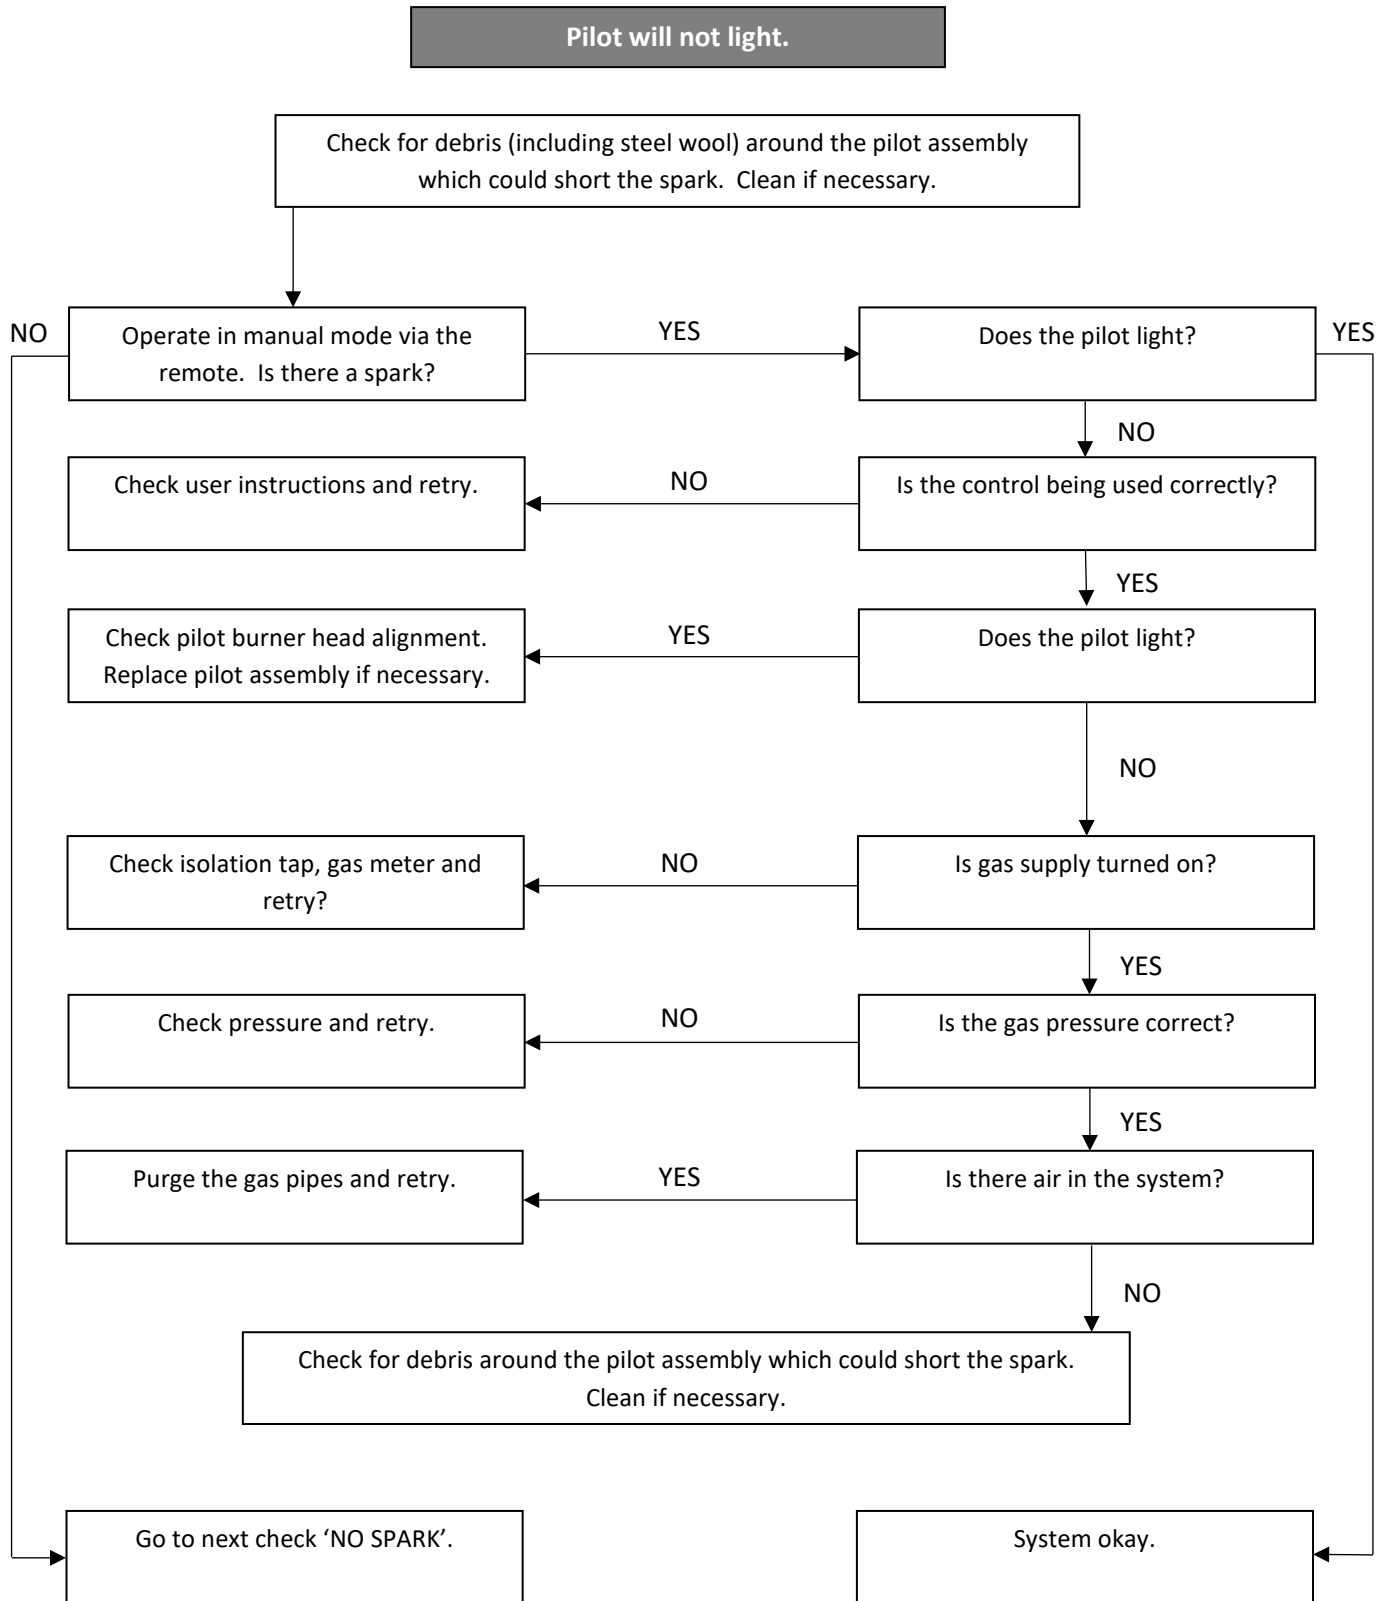 Pilot will not light.
Check for debris (including steel wool) around the pilot assembly
which could short the spark.  Clean if necessary.
NO
Operate in manual mode via the
remote.  Is there a spark?
YES
Does the pilot light?
YES
NO
Check user instructions and retry.
NO
Is the control being used correctly?
YES
Check pilot burner head alignment.
Replace pilot assembly if necessary.
YES
Does the pilot light?
NO
Check isolation tap, gas meter and
retry?
NO
Is gas supply turned on?
YES
Check pressure and retry.
NO
Is the gas pressure correct?
YES
Purge the gas pipes and retry.
YES
Is there air in the system?
NO
Check for debris around the pilot assembly which could short the spark.
Clean if necessary.
Go to next check ‘NO SPARK’.
System okay.